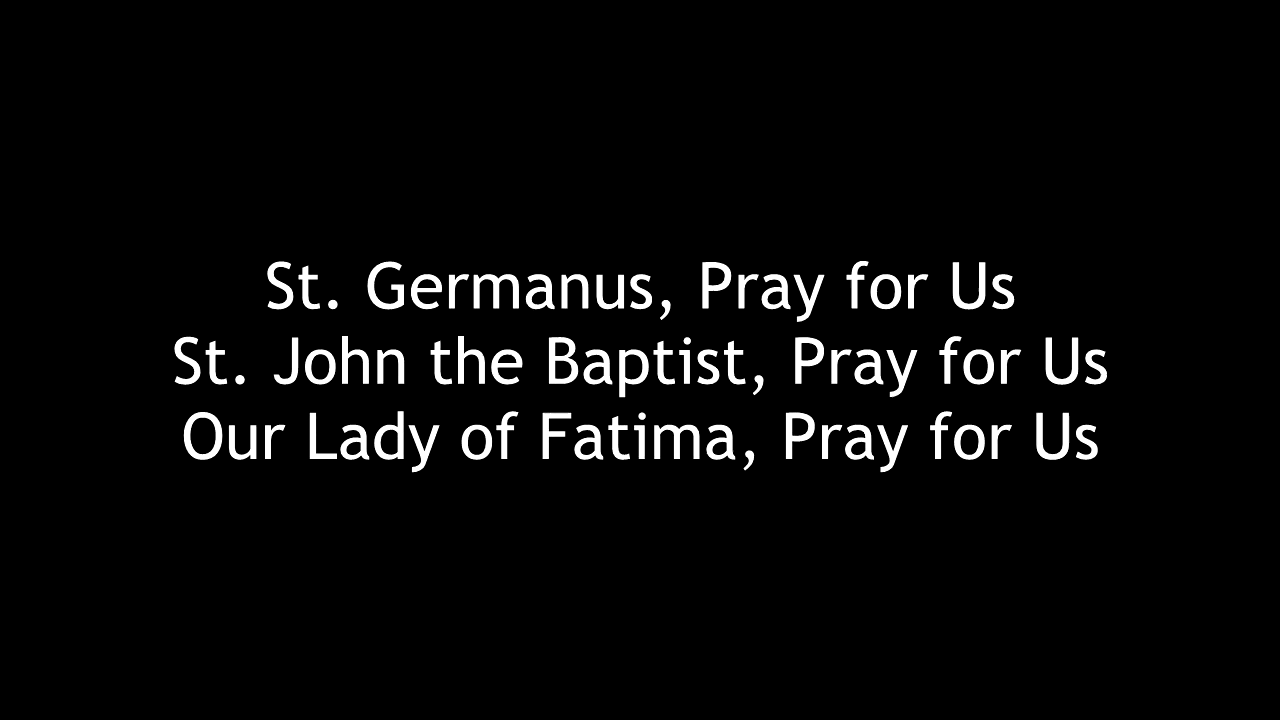 St. Germanus, Pray for Us
St. John the Baptist, Pray for Us
Our Lady of Fatima, Pray for Us